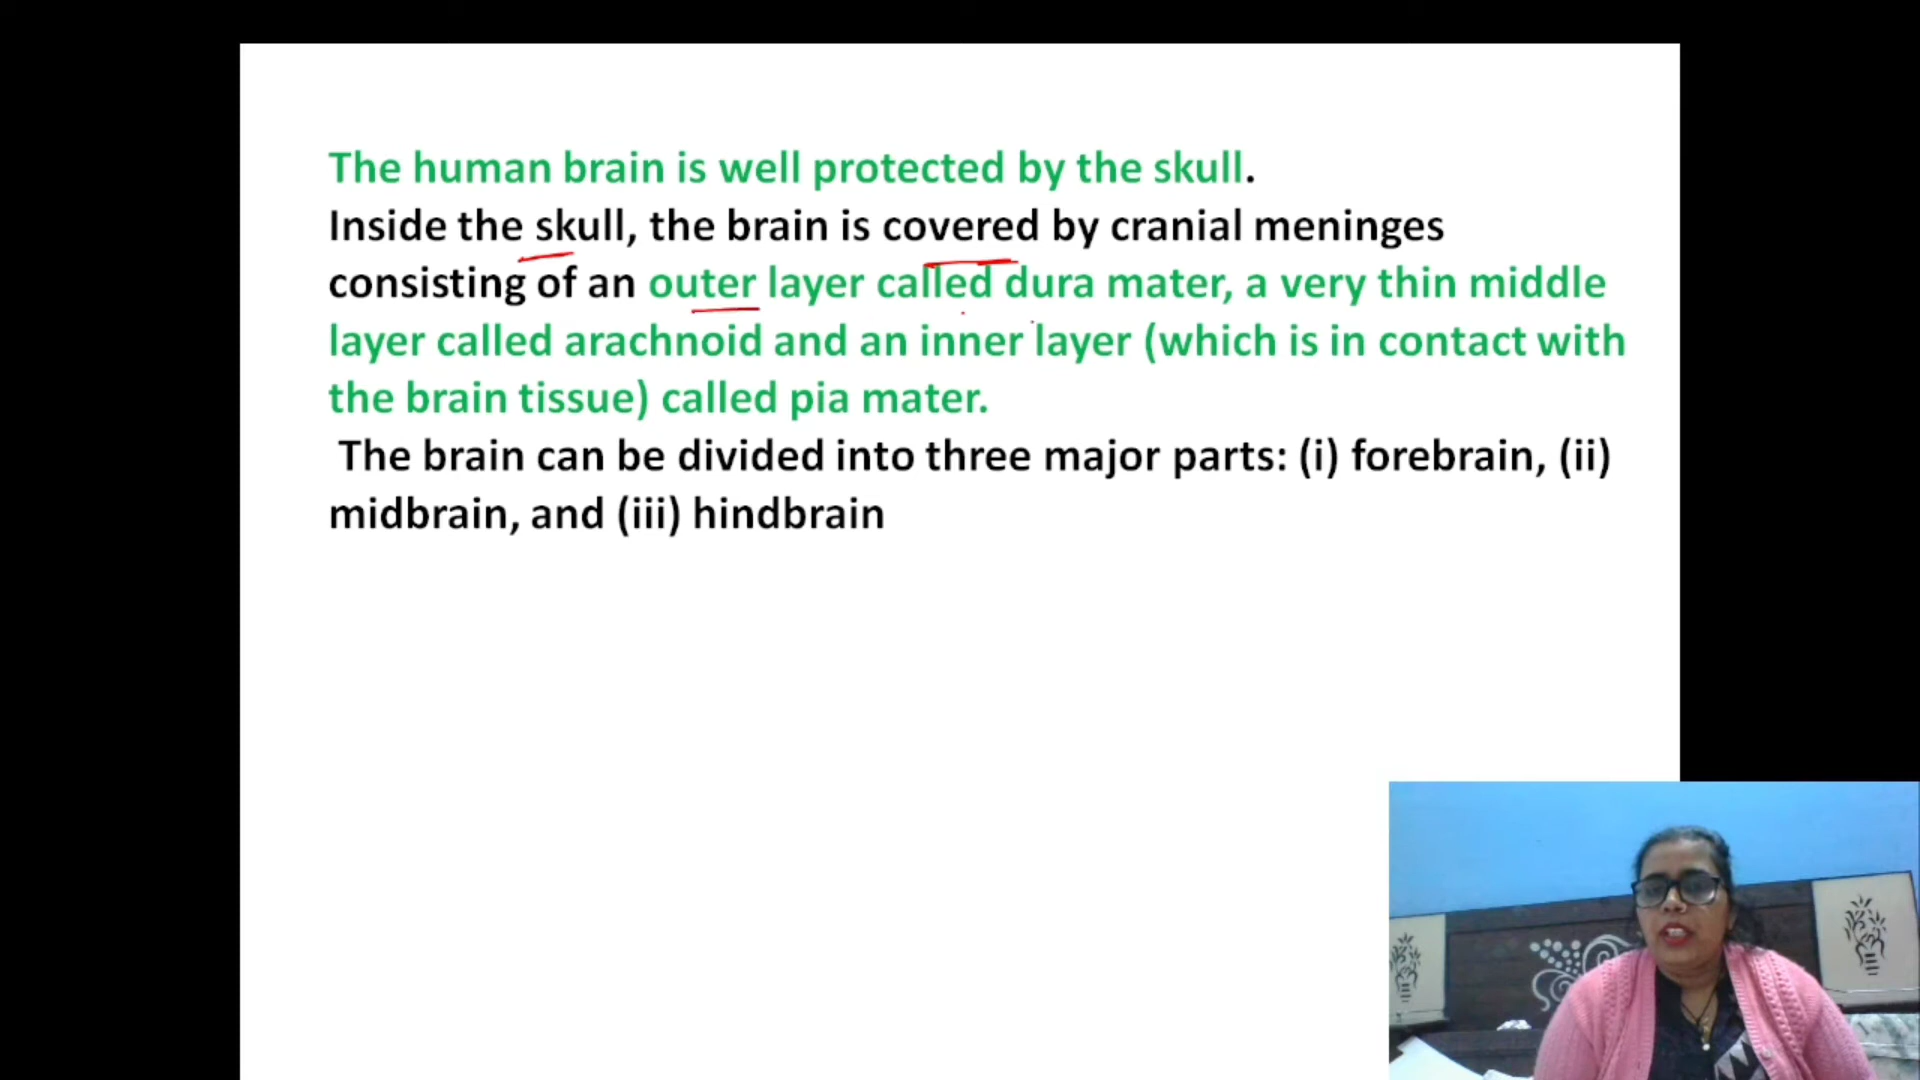 The human brain is well protected by the skull.
Inside the skull, the brain is covered by cranial meninges
consisting of an outer layer called dura mater, a very thin middle
layer called arachnoid and an inner layer (which is in contact with
the brain tissue) called pia mater.
The brain can be divided into three major parts: (i) forebrain, (ii)
midbrain, and (iii) hindbrain